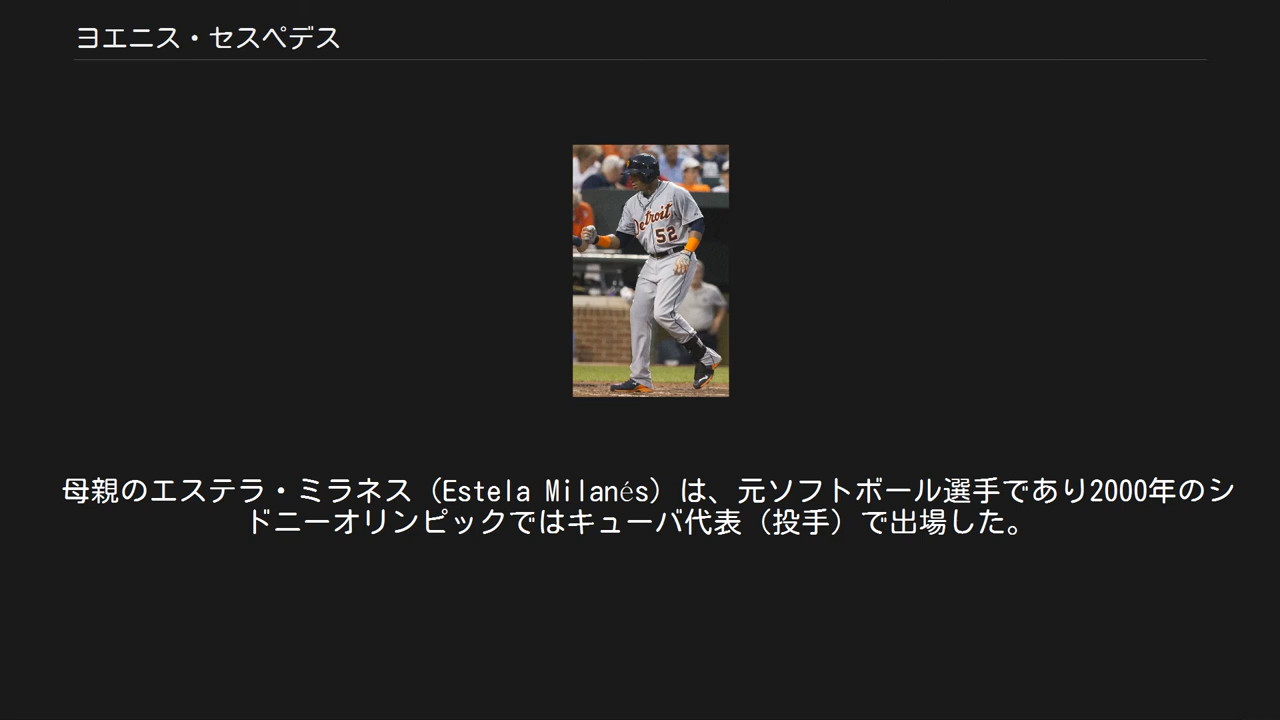 ヨエニス・セスペデス
Detroit
52
母親のエステラ・ミラネス（Estela Milanés）は、元ソフトボール選手であり2000年のシ
ドニーオリンピックではキューバ代表（投手）で出場した。